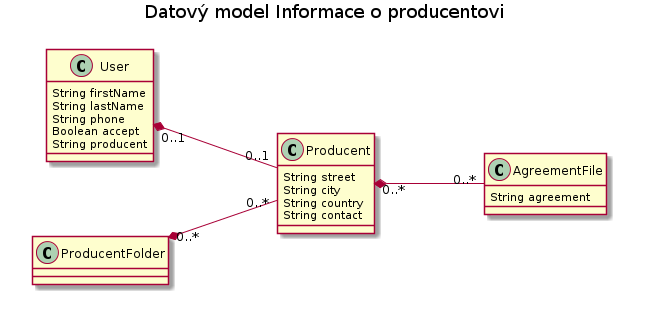 Datový model Informace o producentovi
C User
String firstName
String lastName
String phone
Boolean accept
String producent
0..1
0..1
C Producent
String street
String city
String country
String contact
0..*
0..*
C AgreementFile
String agreement
0..*
0..*
C ProducentFolder